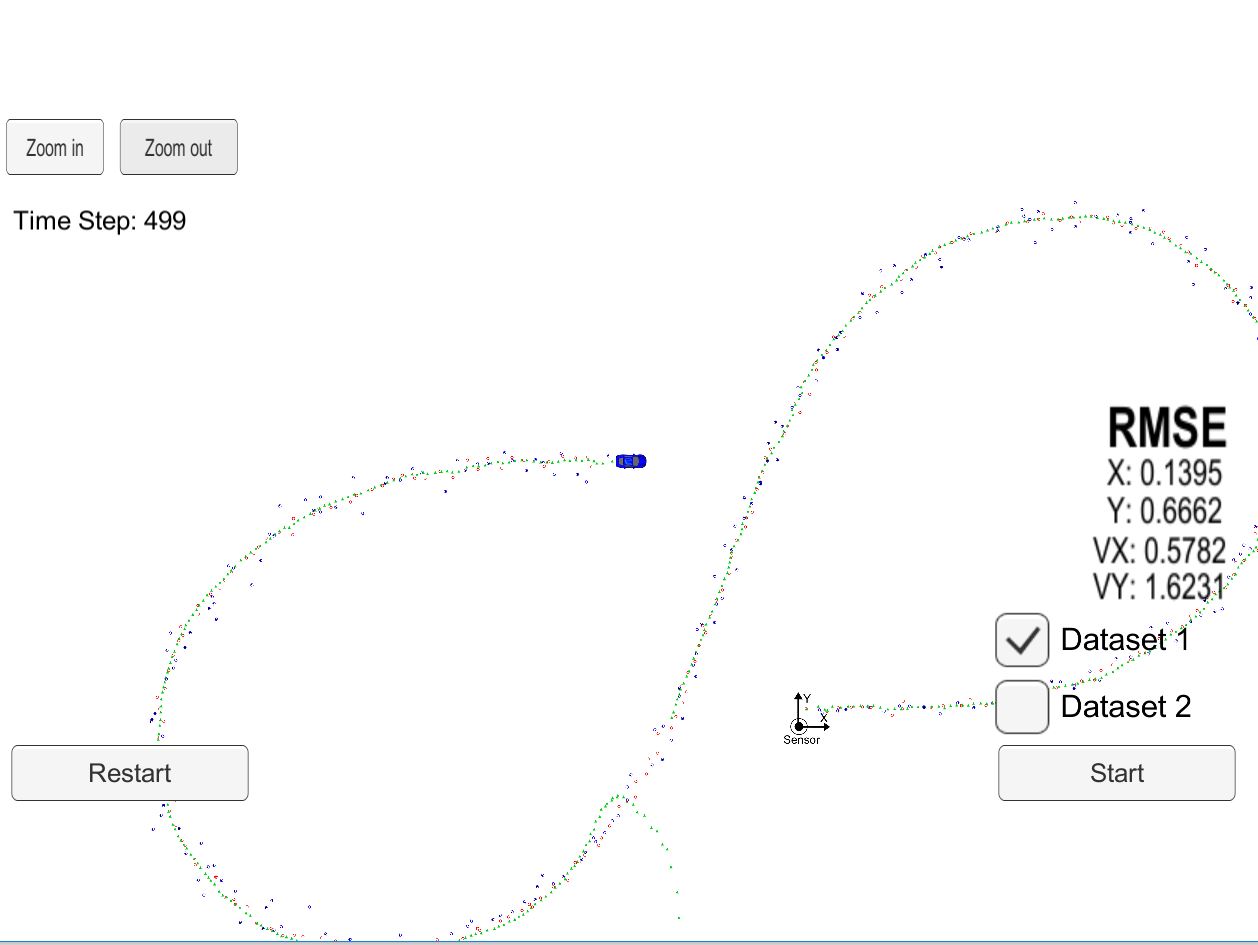 Zoom in
Zoom out
Time Step: 499
RMSE
X: 0.1395
Y: 0.6662
VX: 0.5782
VY: 1.6231
Dataset 1
Y
X
Sensor
Dataset 2
Restart
Start